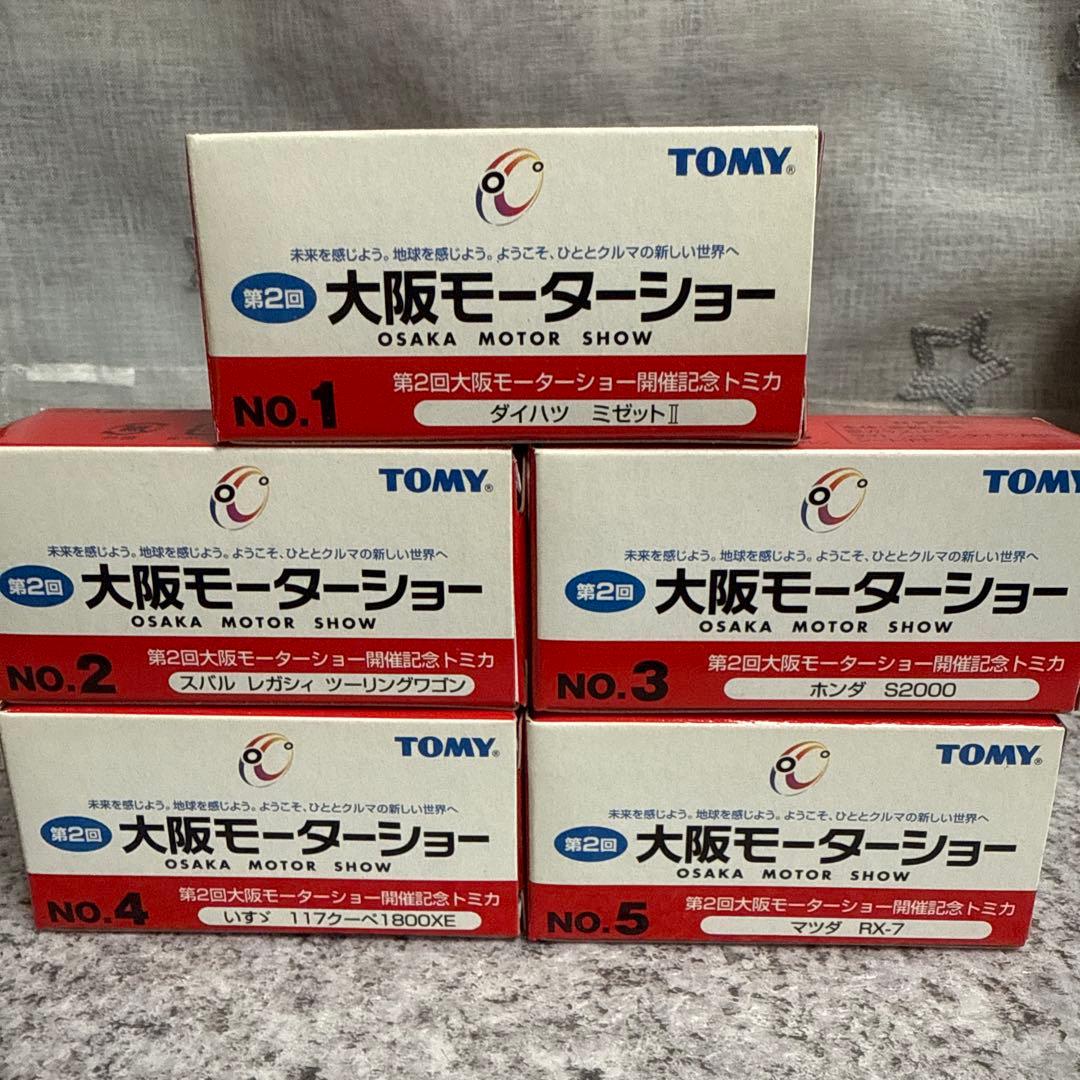 TOMY®
未来を感じよう。地球を感じよう。ようこそ、ひととクルマの新しい世界へ
第2回 大阪モーターショー
OSAKA MOTOR SHOW
NO.1 第2回大阪モーターショー開催記念トミカ
ダイハツ ミゼットⅡ
TOMY®
未来を感じよう。地球を感じよう。ようこそ、ひととクルマの新しい世界へ
第2回 大阪モーターショー
OSAKA MOTOR SHOW
NO.2 第2回大阪モーターショー開催記念トミカ
スバル レガシィ ツーリングワゴン
TOMY
未来を感じよう。地球を感じよう。ようこそ、ひととクルマの新しい世界へ
第2回 大阪モーターショー
OSAKA MOTOR SHOW
NO.3 第2回大阪モーターショー開催記念トミカ
ホンダ S2000
TOMY®
未来を感じよう。地球を感じよう。ようこそ、ひととクルマの新しい世界へ
第2回 大阪モーターショー
OSAKA MOTOR SHOW
NO.4 第2回大阪モーターショー開催記念トミカ
いすゞ 117クーペ1800XE
TOMY®
未来を感じよう。地球を感じよう。ようこそ、ひととクルマの新しい世界へ
第2回 大阪モーターショー
OSAKA MOTOR SHOW
NO.5 第2回大阪モーターショー開催記念トミカ
マツダ RX-7